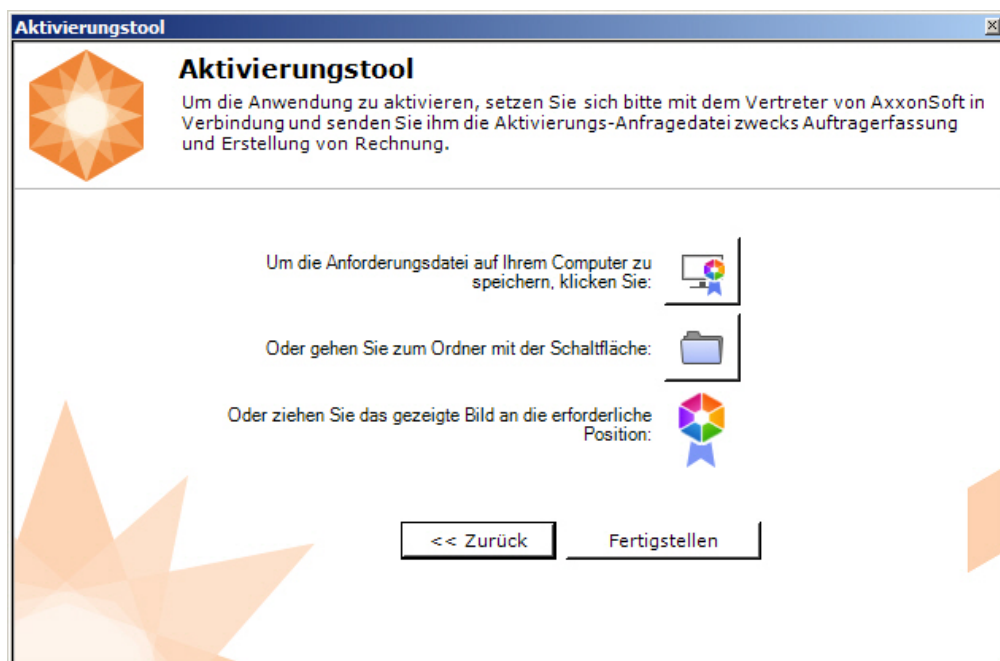 Aktivierungstool
Aktivierungstool
Um die Anwendung zu aktivieren, setzen Sie sich bitte mit dem Vertreter von AxxonSoft in
Verbindung und senden Sie ihm die Aktivierungs-Anfragedatei zwecks Auftragerfassung
und Erstellung von Rechnung.
Um die Anforderungsdatei auf Ihrem Computer zu
speichern, klicken Sie:
Oder gehen Sie zum Ordner mit der Schaltfläche:
Oder ziehen Sie das gezeigte Bild an die erforderliche
Position:
<< Zurück
Fertigstellen